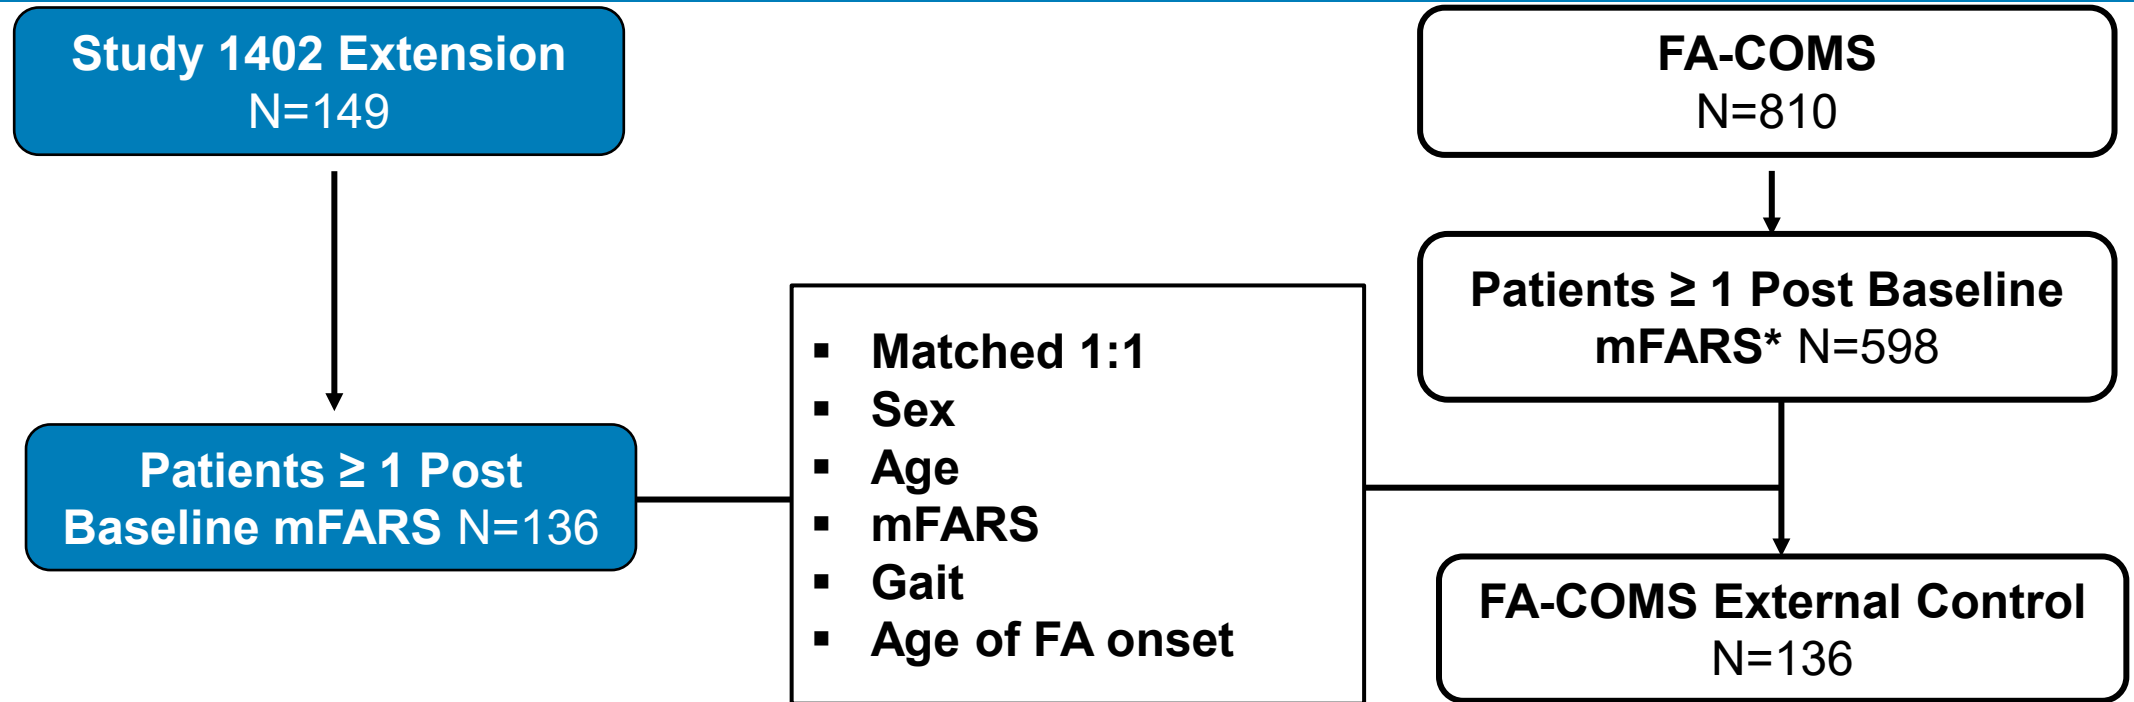 Study 1402 Extension
N=149
FA-COMS
N=810
Patients ≥ 1 Post Baseline
mFARS* N=598
▪ Matched 1:1
▪ Sex
▪ Age
▪ mFARS
▪ Gait
▪ Age of FA onset
Patients ≥ 1 Post
Baseline mFARS N=136
FA-COMS External Control
N=136